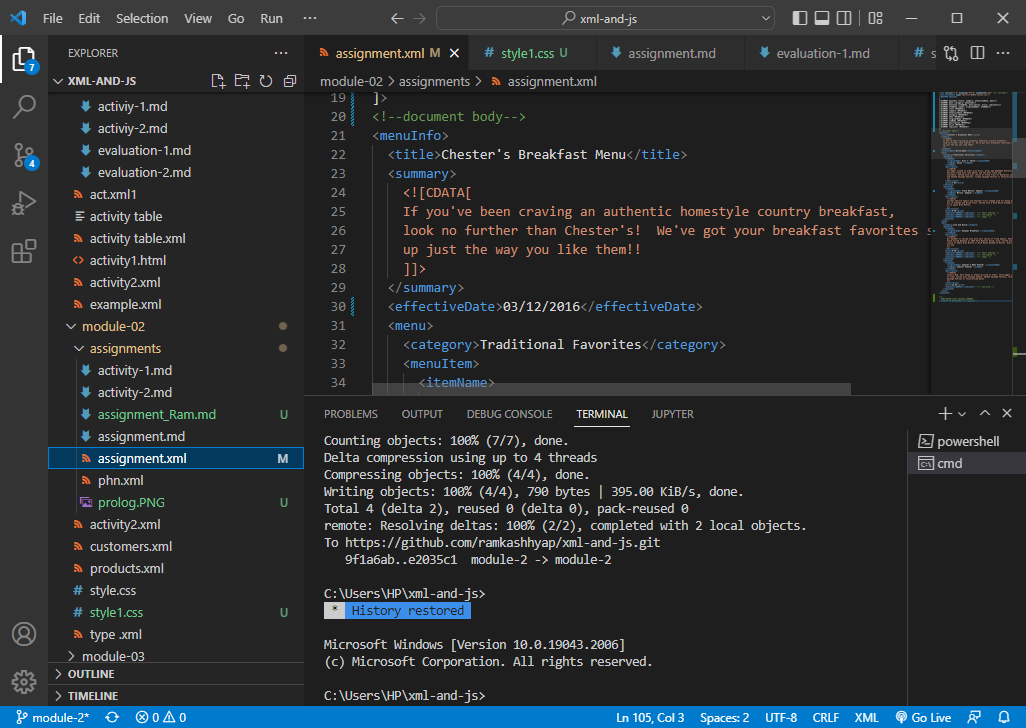 File Edit Selection View Go Run ··· xml-and-js
EXPLORER ···
XML-AND-JS
activiy-1.md
activiy-2.md
evaluation-1.md
evaluation-2.md
act.xml1
activity table
activity table.xml
activity1.html
activity2.xml
example.xml
module-02
assignments
activity-1.md
activity-2.md
assignment_Ram.md U
assignment.md
assignment.xml M
phn.xml
prolog.PNG U
activity2.xml
customers.xml
products.xml
style.css
style1.css U
type .xml
module-03
OUTLINE
TIMELINE
7
4
assignment.xml M style1.css U assignment.md evaluation-1.md
module-02 > assignments > assignment.xml
19 ]>
20 <!--document body-->
21 <menuInfo>
22 <title>Chester's Breakfast Menu</title>
23 <summary>
24 <![CDATA[
25 If you've been craving an authentic homestyle country breakfast,
26 look no further than Chester's!  We've got your breakfast favorites
27 up just the way you like them!!
28 ]]>
29 </summary>
30 <effectiveDate>03/12/2016</effectiveDate>
31 <menu>
32 <category>Traditional Favorites</category>
33 <menuItem>
34 <itemName>
PROBLEMS OUTPUT DEBUG CONSOLE TERMINAL JUPYTER
Counting objects: 100% (7/7), done.
Delta compression using up to 4 threads
Compressing objects: 100% (4/4), done.
Writing objects: 100% (4/4), 790 bytes | 395.00 KiB/s, done.
Total 4 (delta 2), reused 0 (delta 0), pack-reused 0
remote: Resolving deltas: 100% (2/2), completed with 2 local objects.
To https://github.com/ramkashhyap/xml-and-js.git
9f1a6ab..e2035c1  module-2 -> module-2
C:\Users\HP\xml-and-js>
* History restored
Microsoft Windows [Version 10.0.19043.2006]
(c) Microsoft Corporation. All rights reserved.
C:\Users\HP\xml-and-js>
powershell
cmd
module-2* 0 0 Ln 105, Col 3 Spaces: 2 UTF-8 CRLF XML Go Live